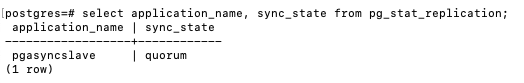 [postgres=# select application_name, sync_state from pg_stat_replication;
 application_name | sync_state
------------------+------------
 pgasyncslave     | quorum
(1 row)